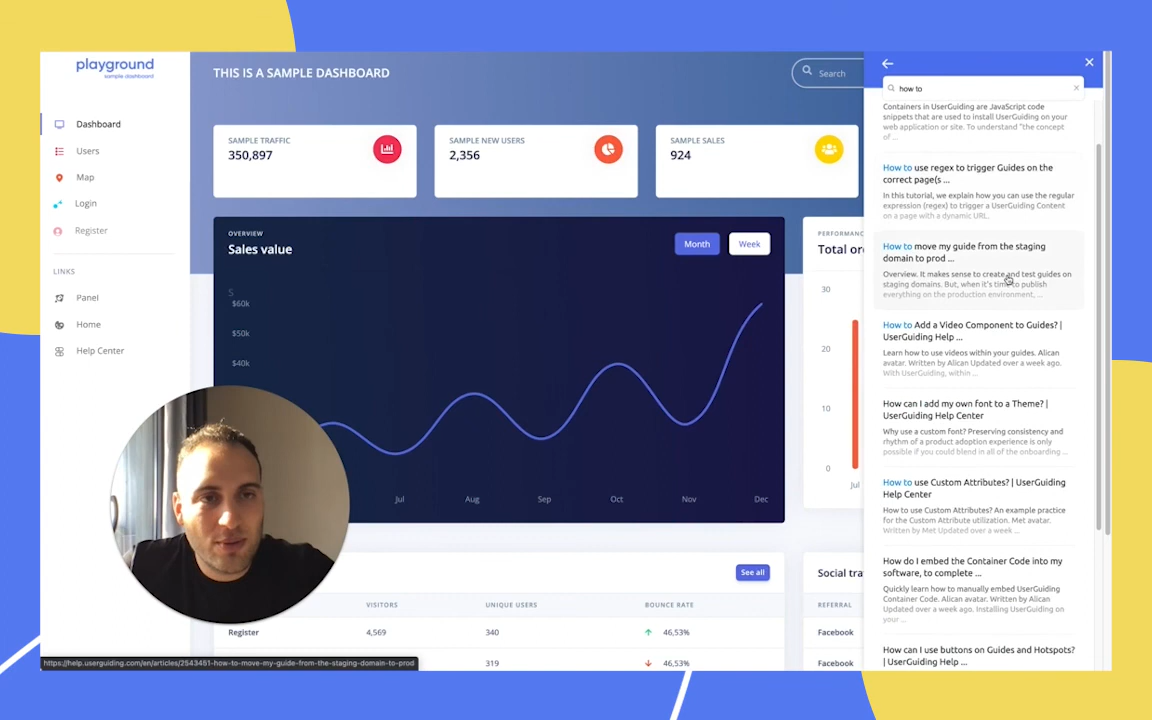 playground
sample dashboard
Dashboard
Users
Map
Login
Register
LINKS
Panel
Home
Help Center
THIS IS A SAMPLE DASHBOARD
Search
SAMPLE TRAFFIC
350,897
SAMPLE NEW USERS
2,356
SAMPLE SALES
924
OVERVIEW
Sales value
Month
Week
S
$60k
$50k
$40k
Jul
Aug
Sep
Oct
Nov
Dec
PERFORMANC
Total or
30
20
10
0
Jul
See all
VISITORS
UNIQUE USERS
BOUNCE RATE
Register
4,569
340
46,53%
319
46,53%
Social tra
REFERRAL
Facebook
Facebook
https://help.userguiding.com/en/articles/2543451-how-to-move-my-guide-from-the-staging-domain-to-prod
how to
Containers in UserGuiding are JavaScript code
snippets that are used to install UserGuiding on your
web application or site. To understand "the concept
of ...
How to use regex to trigger Guides on the
correct page(s ...
In this tutorial, we explain how you can use the regular
expression (regex) to trigger a UserGuiding Content
on a page with a dynamic URL.
How to move my guide from the staging
domain to prod ...
Overview. It makes sense to create and test guides on
staging domains. But, when it's time to publish
everything on the production environment, ...
How to Add a Video Component to Guides? |
UserGuiding Help ...
Learn how to use videos within your guides. Alican
avatar. Written by Alican Updated over a week ago.
With UserGuiding, within ...
How can I add my own font to a Theme? |
UserGuiding Help Center
Why use a custom font? Preserving consistency and
rhythm of a product adoption experience is only
possible if you could blend in all of the onboarding ...
How to use Custom Attributes? | UserGuiding
Help Center
How to use Custom Attributes? An example practice
for the Custom Attribute utilization. Met avatar.
Written by Met Updated over a week ...
How do I embed the Container Code into my
software, to complete ...
Quickly learn how to manually embed UserGuiding
Container Code. Alican avatar. Written by Alican
Updated over a week ago. Installing UserGuiding on
your ...
How can I use buttons on Guides and Hotspots?
| UserGuiding Help ...